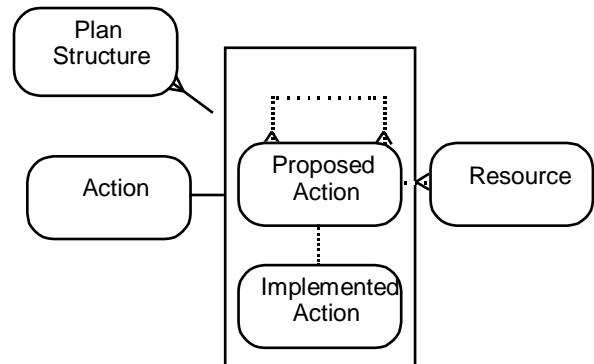 Plan
Structure
Action
Proposed
Action
Resource
Implemented
Action